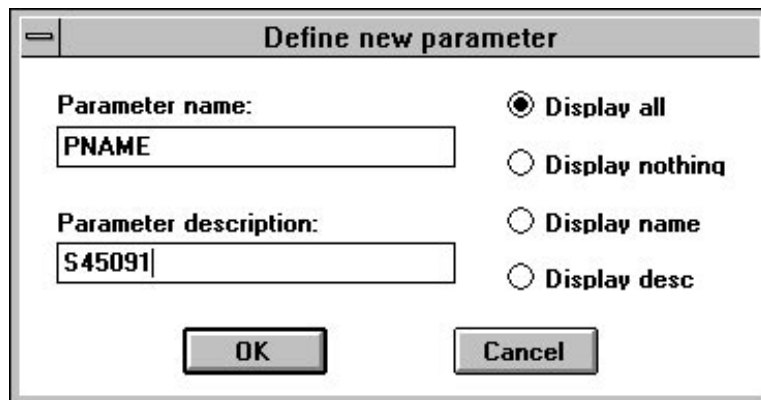 Define new parameter
Parameter name:
PNAME
Parameter description:
S45091
Display all
Display nothing
Display name
Display desc
OK
Cancel